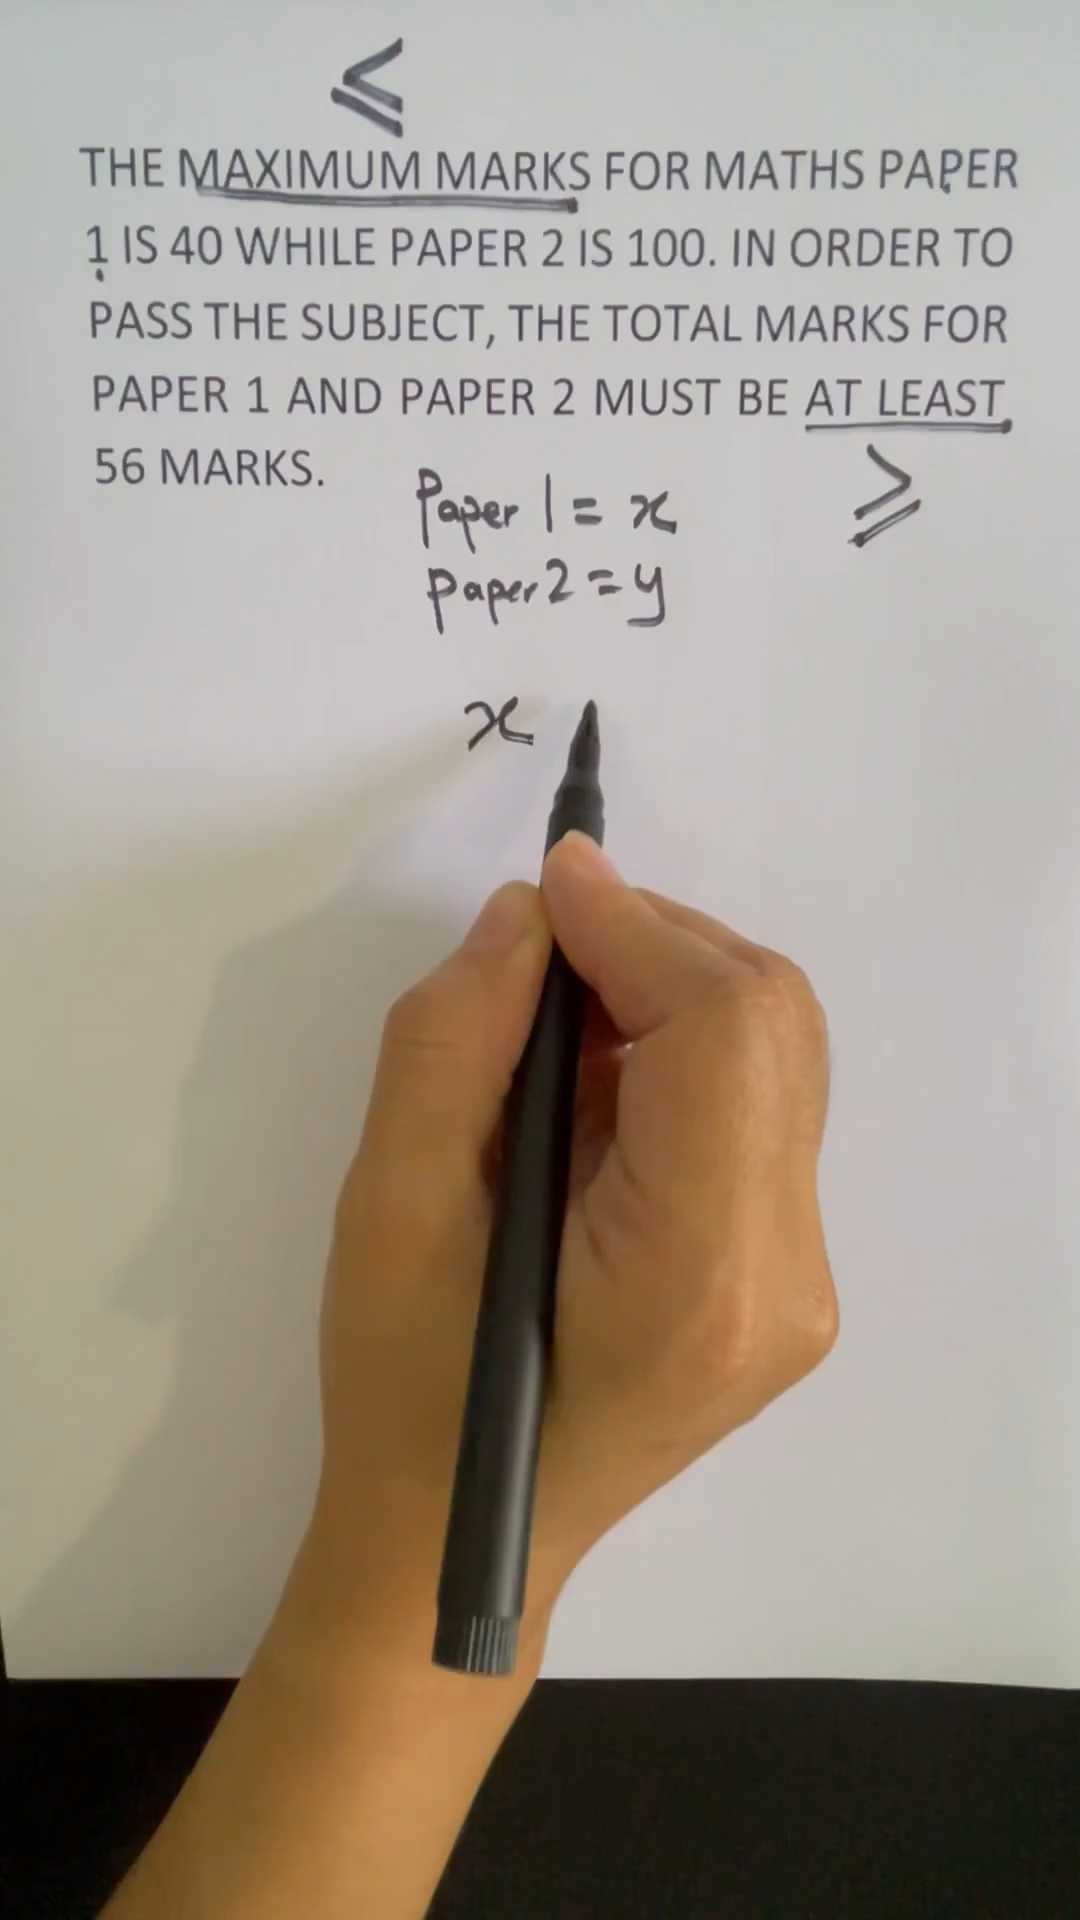 ≤
THE MAXIMUM MARKS FOR MATHS PAPER
1 IS 40 WHILE PAPER 2 IS 100. IN ORDER TO
PASS THE SUBJECT, THE TOTAL MARKS FOR
PAPER 1 AND PAPER 2 MUST BE AT LEAST
56 MARKS.
≥
Paper 1 = x
Paper 2 = y
x